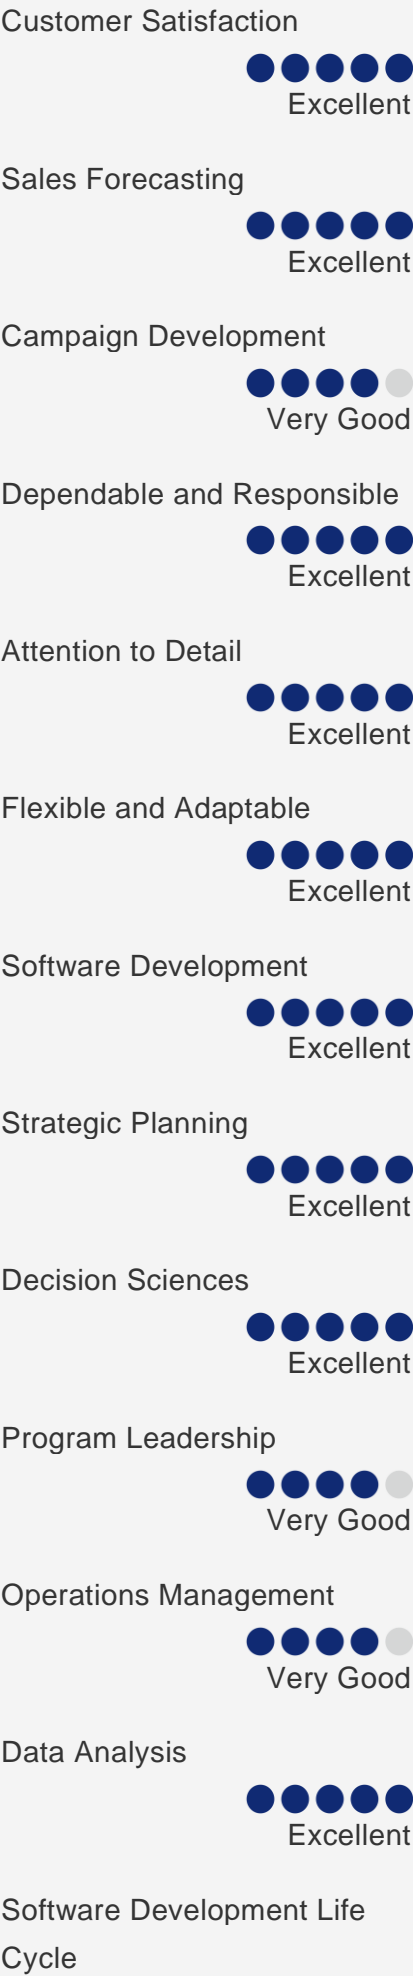 Customer Satisfaction
Excellent
Sales Forecasting
Excellent
Campaign Development
Very Good
Dependable and Responsible
Excellent
Attention to Detail
Excellent
Flexible and Adaptable
Excellent
Software Development
Excellent
Strategic Planning
Excellent
Decision Sciences
Excellent
Program Leadership
Very Good
Operations Management
Very Good
Data Analysis
Excellent
Software Development Life
Cycle